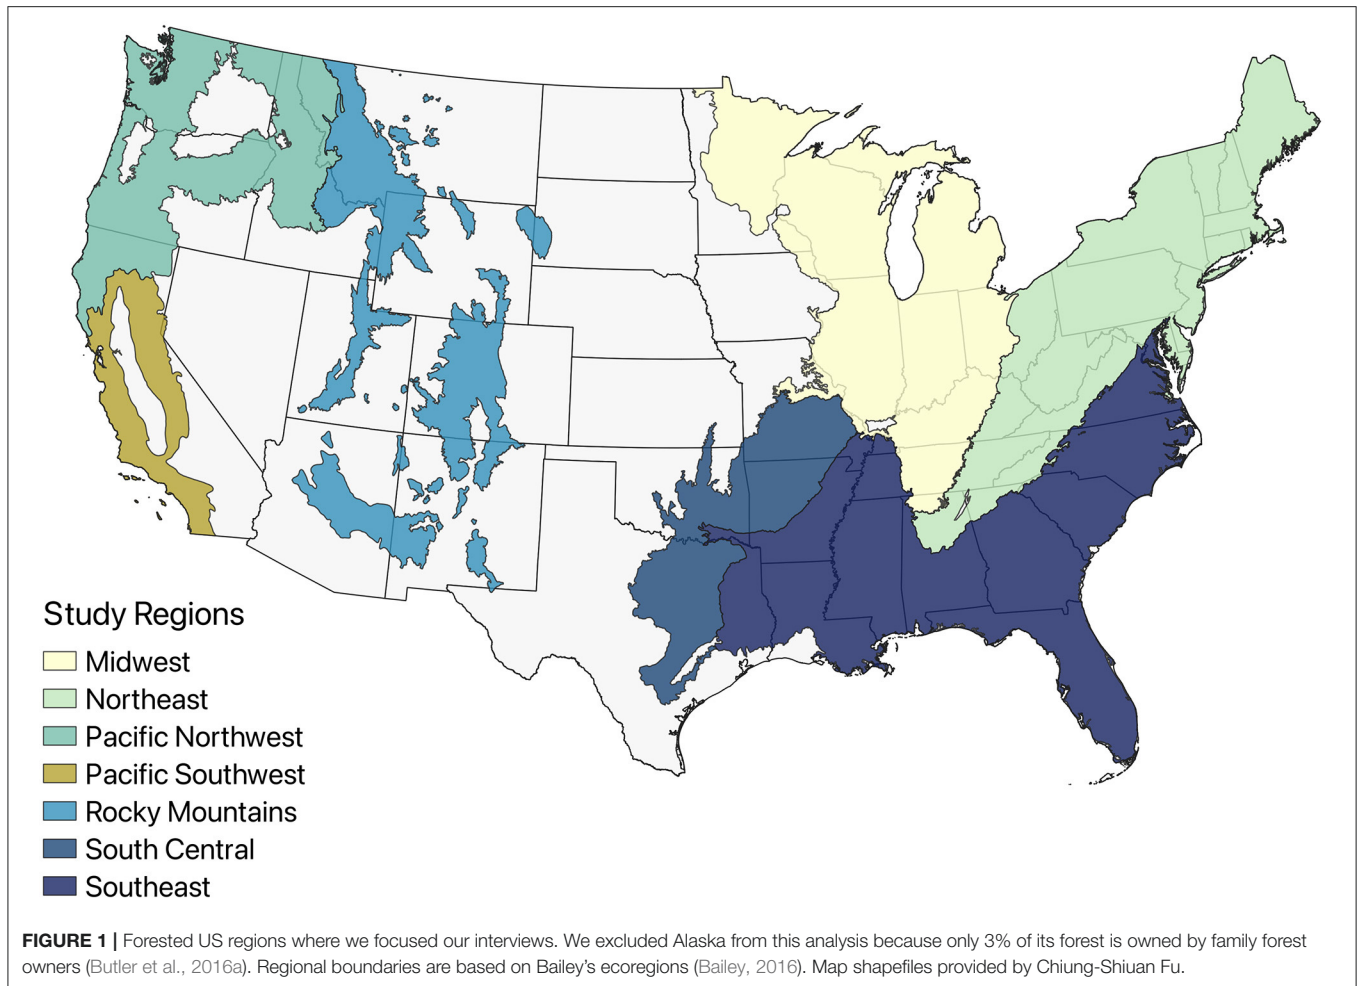 Study Regions
Midwest
Northeast
Pacific Northwest
Pacific Southwest
Rocky Mountains
South Central
Southeast
FIGURE 1 | Forested US regions where we focused our interviews. We excluded Alaska from this analysis because only 3% of its forest is owned by family forest
owners (Butler et al., 2016a). Regional boundaries are based on Bailey’s ecoregions (Bailey, 2016). Map shapefiles provided by Chiung-Shiuan Fu.